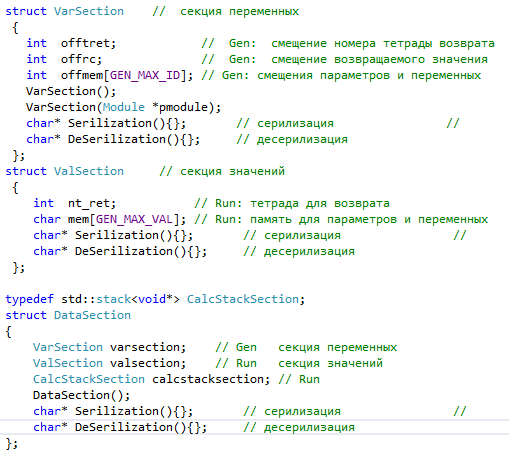 struct VarSection    //  секция переменных
 {
   int  offtret;            //  Gen:  смещение номера тетрады возврата
   int  offrc;              //  Gen:  смещение возвращаемого значения
   int  offmem[GEN_MAX_ID]; // Gen: смещения параметров и переменных
   VarSection();
   VarSection(Module *pmodule);
   char* Serilization(){};       // серилизация               //
   char* DeSerilization(){};     // десерилизация
 };
struct ValSection     // секция значений
 {
    int  nt_ret;           // Run: тетрада для возврата
    char mem[GEN_MAX_VAL]; // Run: память для параметров и переменных
    char* Serilization(){};       // серилизация               //
    char* DeSerilization(){};     // десерилизация
 };

typedef std::stack<void*> CalcStackSection;
struct DataSection
{
    VarSection varsection;    // Gen   секция переменных
    ValSection valsection;    // Run   секция значений
    CalcStackSection calcstacksection; // Run
    DataSection();
    char* Serilization(){};       // серилизация               //
    char* DeSerilization(){};     // десерилизация
};